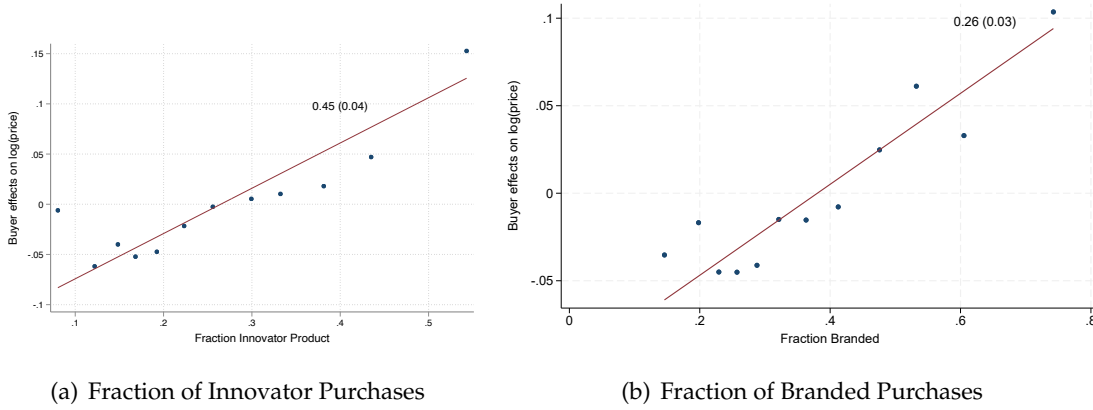 .15
.1
.05
0
-.05
-.1
Buyer effects on log(price)
0.45 (0.04)
.1 .2 .3 .4 .5
Fraction Innovator Product
(a) Fraction of Innovator Purchases
.1
.05
0
-.05
Buyer effects on log(price)
0.26 (0.03)
0 .2 .4 .6 .8
Fraction Branded
(b) Fraction of Branded Purchases